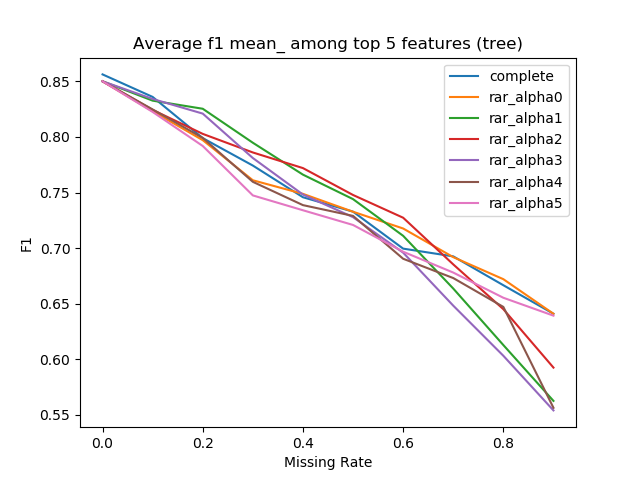 Average f1 mean_ among top 5 features (tree)
complete
rar_alpha0
rar_alpha1
rar_alpha2
rar_alpha3
rar_alpha4
rar_alpha5
F1
0.85
0.80
0.75
0.70
0.65
0.60
0.55
0.0 0.2 0.4 0.6 0.8
Missing Rate